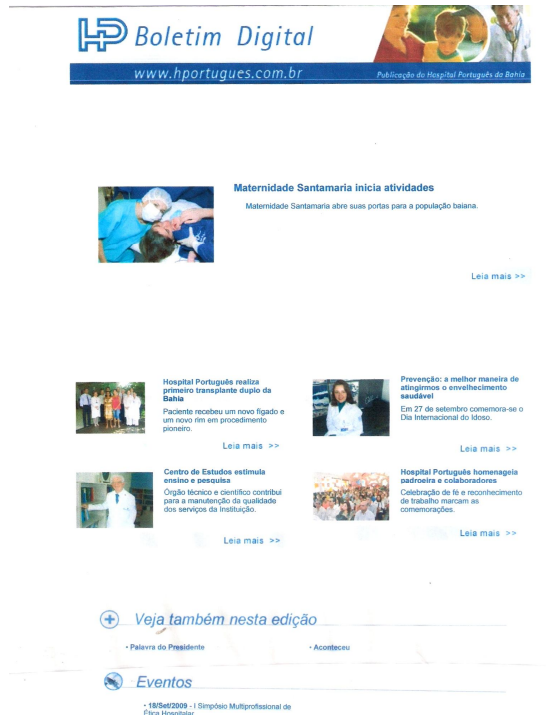 HP Boletim Digital
www.hportugues.com.br
Publicação do Hospital Português da Bahia
Maternidade Santamaria inicia atividades
Maternidade Santamaria abre suas portas para a população baiana.
Leia mais >>
Hospital Português realiza
primeiro transplante duplo da
Bahia
Paciente recebeu um novo fígado e
um novo rim em procedimento
pioneiro.
Leia mais >>
Prevenção: a melhor maneira de
atingirmos o envelhecimento
saudável
Em 27 de setembro comemora-se o
Dia Internacional do Idoso.
Leia mais >>
Centro de Estudos estimula
ensino e pesquisa
Órgão técnico e científico contribui
para a manutenção da qualidade
dos serviços da Instituição.
Leia mais >>
Hospital Português homenageia
padroeira e colaboradores
Celebração de fé e reconhecimento
de trabalho marcam as
comemorações.
Leia mais >>
Veja também nesta edição
• Palavra do Presidente
• Aconteceu
Eventos
• 18/Set/2009 - I Simpósio Multiprofissional de
Ética Hospitalar